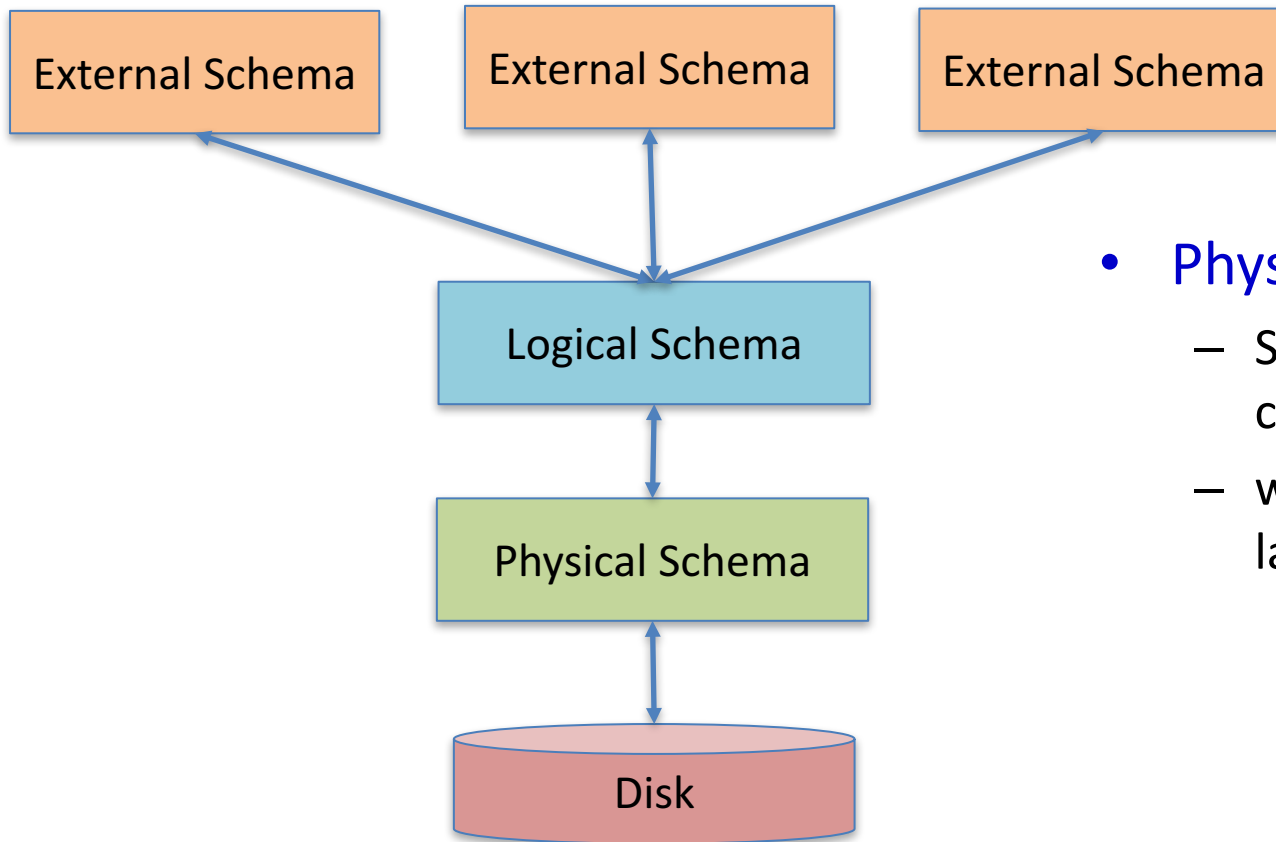 External Schema
External Schema
External Schema
Logical Schema
Physical Schema
Disk
• Phys
– S
c
– w
la